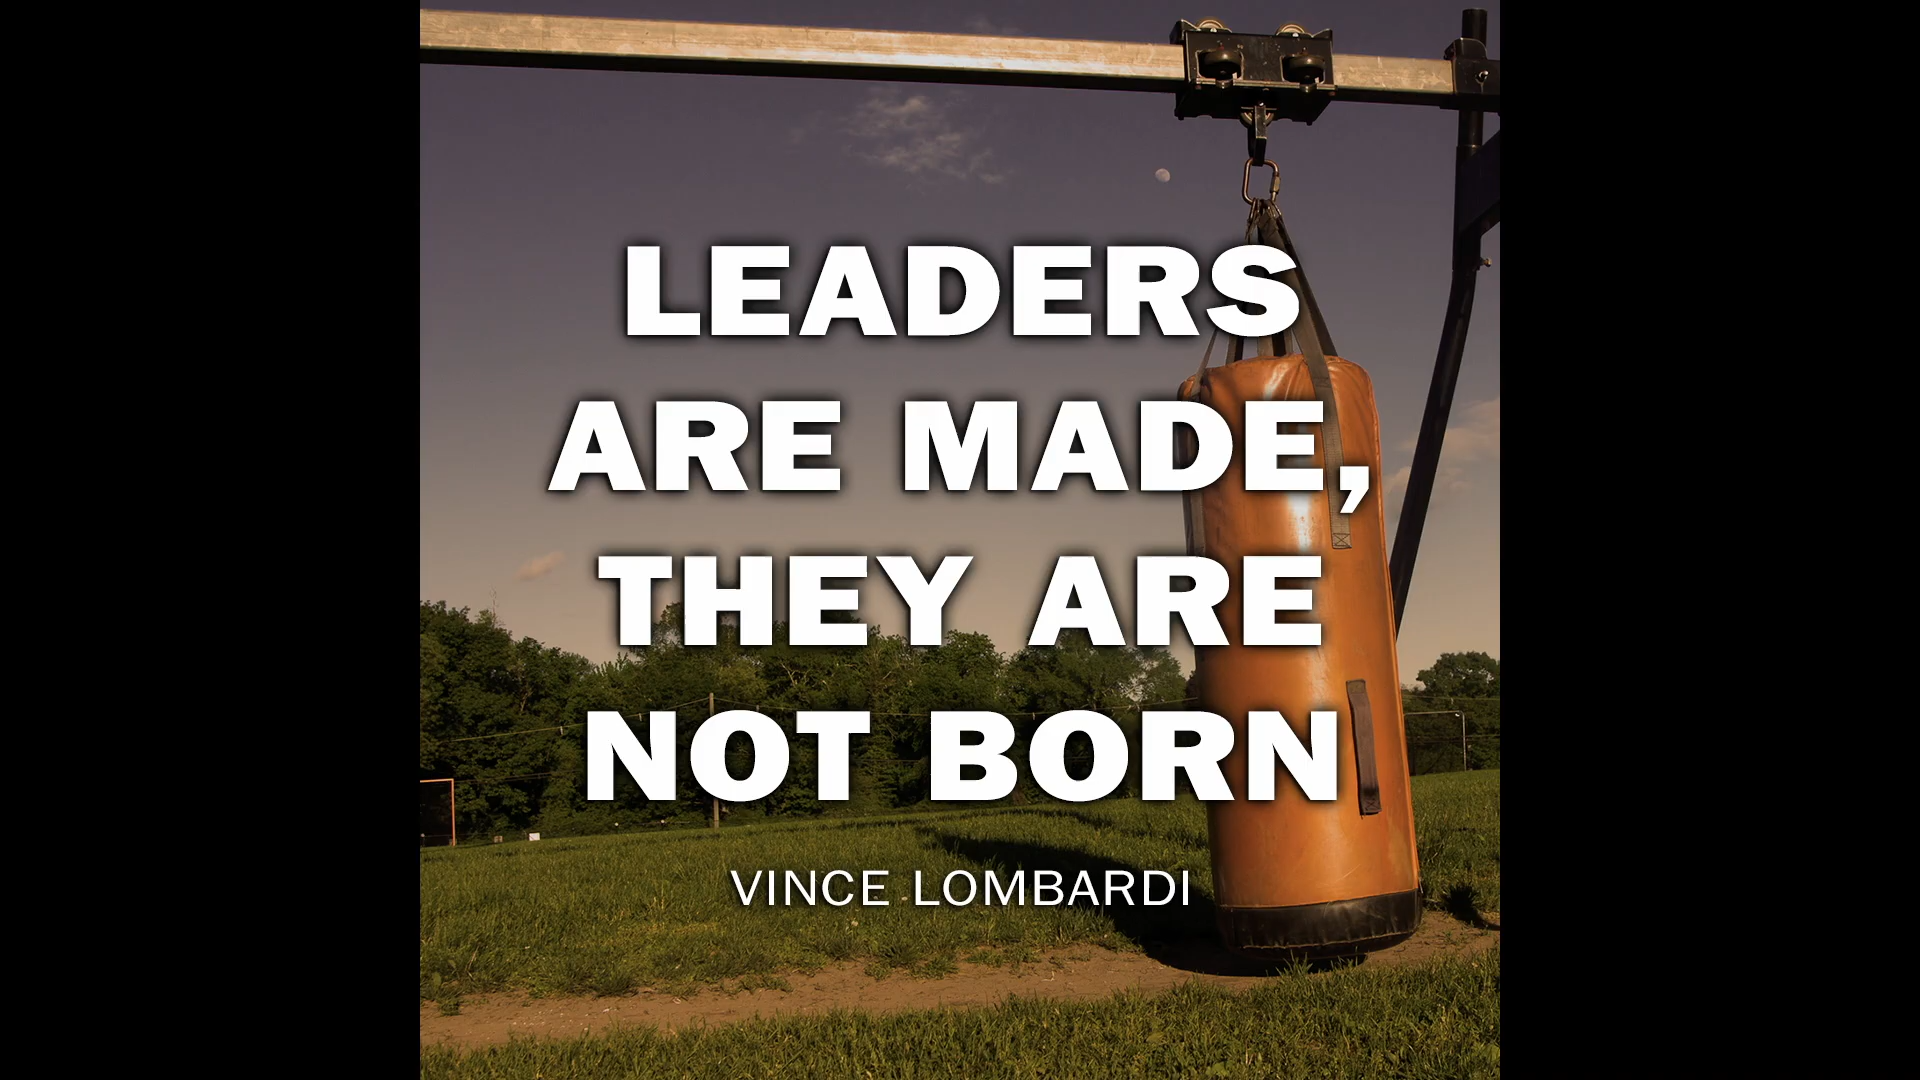 LEADERS
ARE MADE,
THEY ARE
NOT BORN
VINCE LOMBARDI